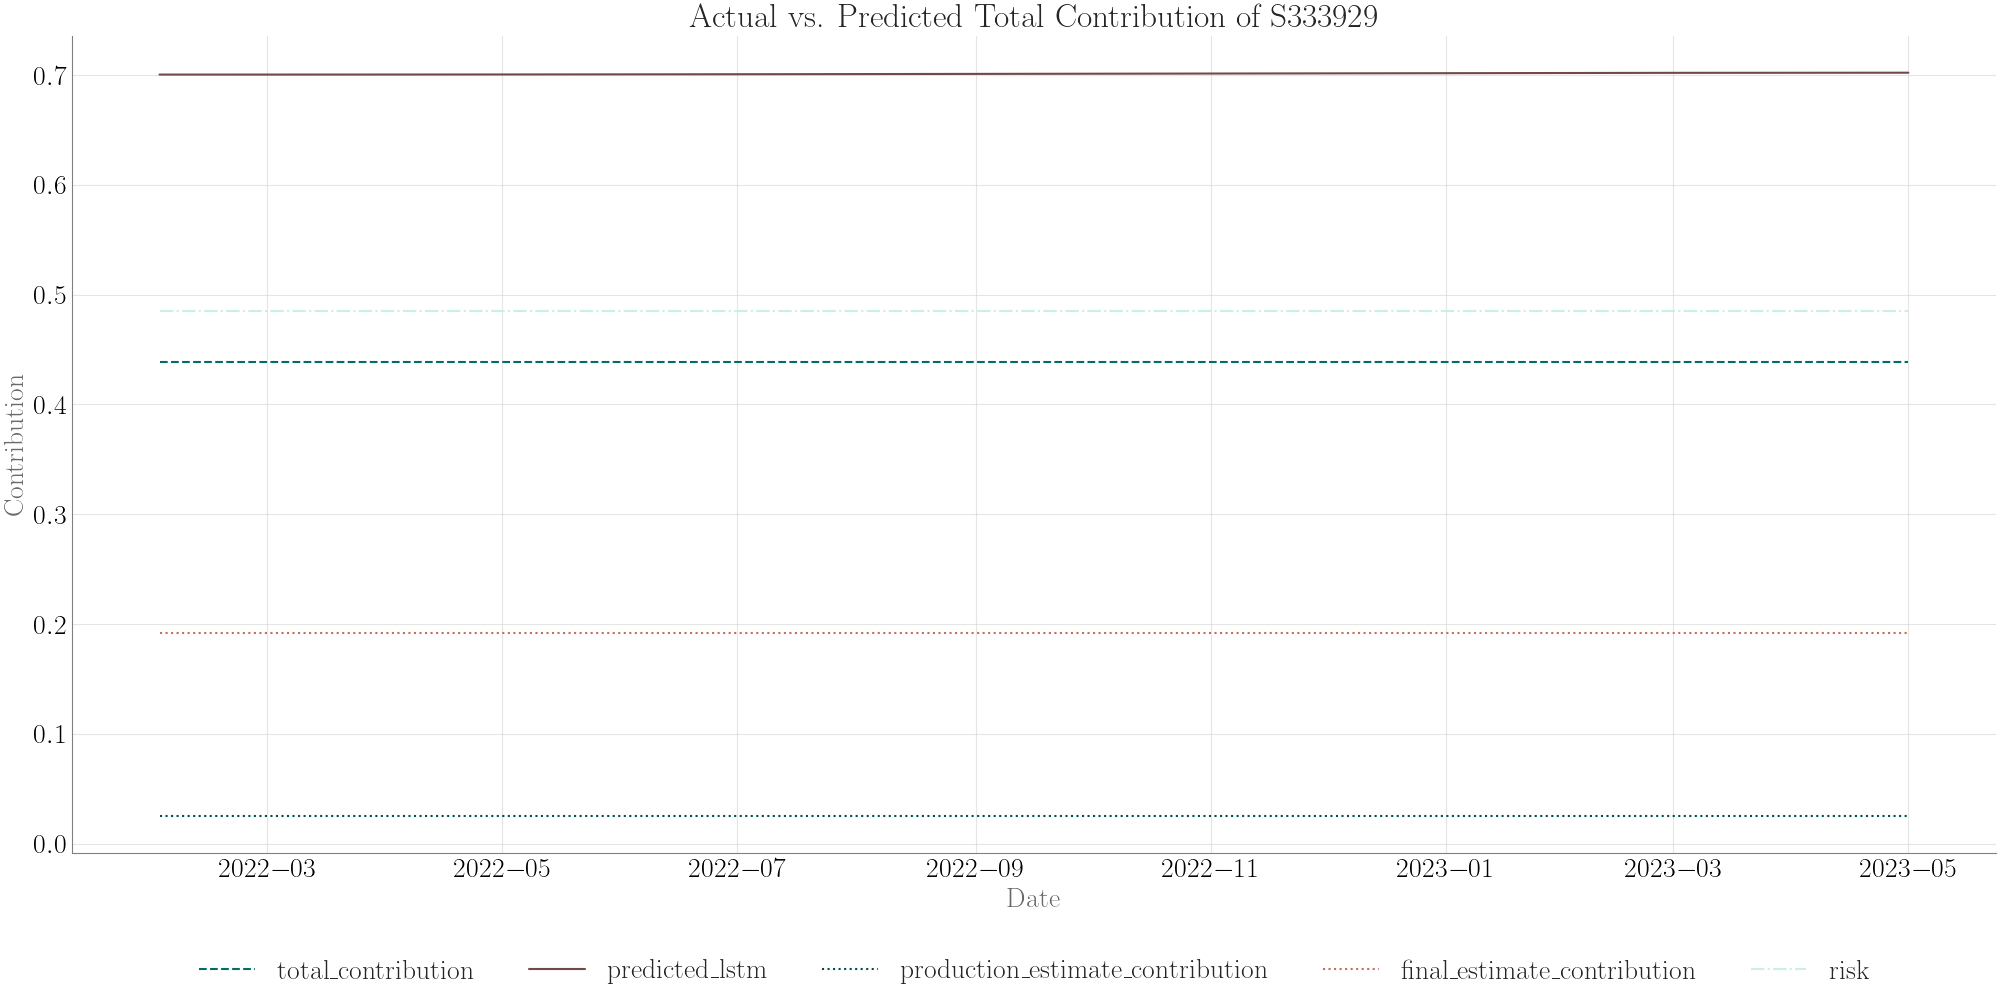 Actual vs. Predicted Total Contribution of S333929
0.7
0.6
0.5
0.4
0.3
0.2
0.1
0.0
Contribution
2022−03 2022−05 2022−07 2022−09 2022−11 2023−01 2023−03 2023−05
Date
total_contribution predicted_lstm production_estimate_contribution final_estimate_contribution risk